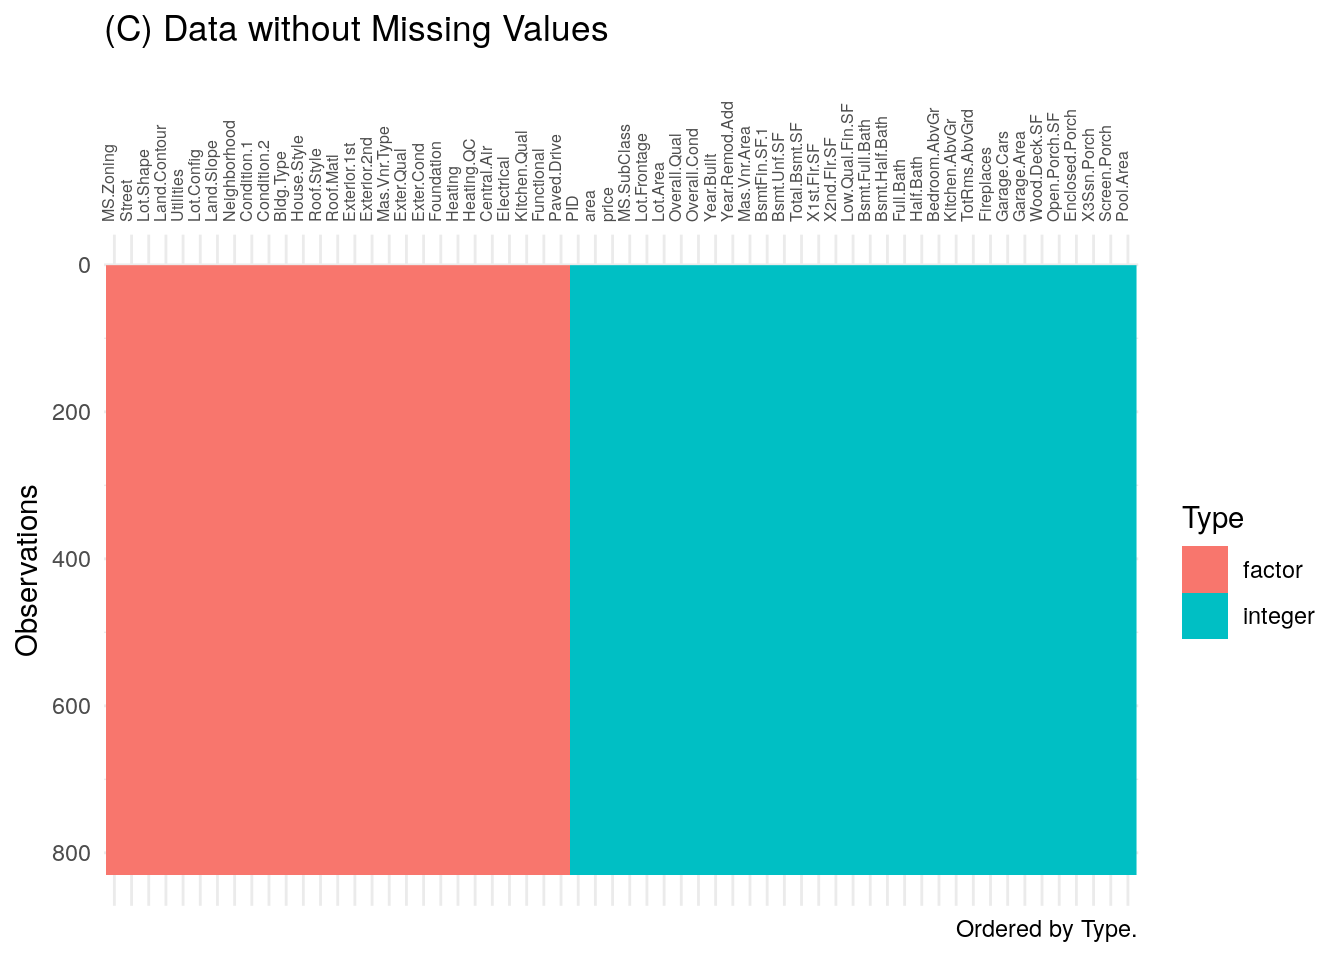 (C) Data without Missing Values
MS.Zoning
Street
Lot.Shape
Land.Contour
Utilities
Lot.Config
Land.Slope
Neighborhood
Condition.1
Condition.2
Bldg.Type
House.Style
Roof.Style
Roof.Matl
Exterior.1st
Exterior.2nd
Mas.Vnr.Type
Exter.Qual
Exter.Cond
Foundation
Heating
Heating.QC
Central.Air
Electrical
Kitchen.Qual
Functional
Paved.Drive
PID
area
price
MS.SubClass
Lot.Frontage
Lot.Area
Overall.Qual
Overall.Cond
Year.Built
Year.Remod.Add
Mas.Vnr.Area
BsmtFin.SF.1
Bsmt.Unf.SF
Total.Bsmt.SF
X1st.Flr.SF
X2nd.Flr.SF
Low.Qual.Fin.SF
Bsmt.Full.Bath
Bsmt.Half.Bath
Full.Bath
Half.Bath
Bedroom.AbvGr
Kitchen.AbvGr
TotRms.AbvGrd
Fireplaces
Garage.Cars
Garage.Area
Wood.Deck.SF
Open.Porch.SF
Enclosed.Porch
X3Ssn.Porch
Screen.Porch
Pool.Area
0
200
400
600
800
Observations
Type
factor
integer
Ordered by Type.